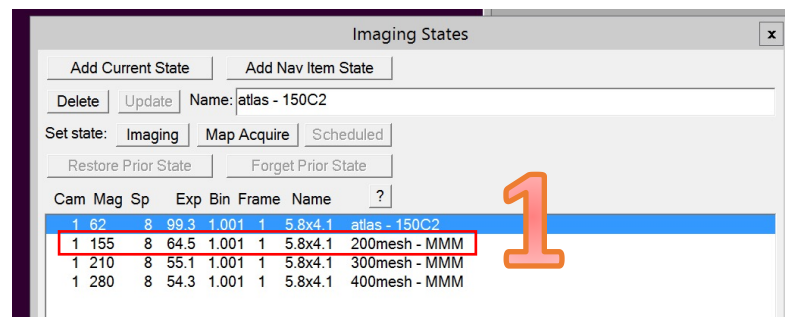 Imaging States
x
Add Current State Add Nav Item State
Delete Update Name: atlas - 150C2
Set state: Imaging Map Acquire Scheduled
Restore Prior State Forget Prior State
Cam Mag Sp Exp Bin Frame Name ?
1 62 8 99.3 1.001 1 5.8x4.1 atlas - 150C2
1 155 8 64.5 1.001 1 5.8x4.1 200mesh - MMM
1 210 8 55.1 1.001 1 5.8x4.1 300mesh - MMM
1 280 8 54.3 1.001 1 5.8x4.1 400mesh - MMM
1